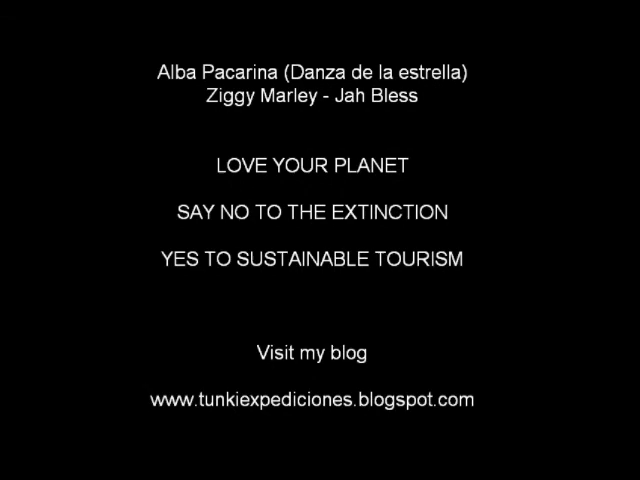 Alba Pacarina (Danza de la estrella)
Ziggy Marley - Jah Bless
LOVE YOUR PLANET
SAY NO TO THE EXTINCTION
YES TO SUSTAINABLE TOURISM
Visit my blog
www.tunkiexpediciones.blogspot.com